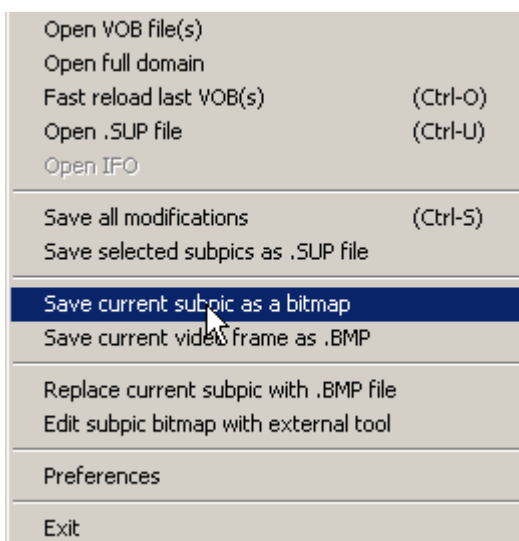 Open VOB file(s)
Open full domain
Fast reload last VOB(s) (Ctrl-O)
Open .SUP file (Ctrl-U)
Open IFO
Save all modifications (Ctrl-S)
Save selected subpics as .SUP file
Save current subpic as a bitmap
Save current video frame as .BMP
Replace current subpic with .BMP file
Edit subpic bitmap with external tool
Preferences
Exit